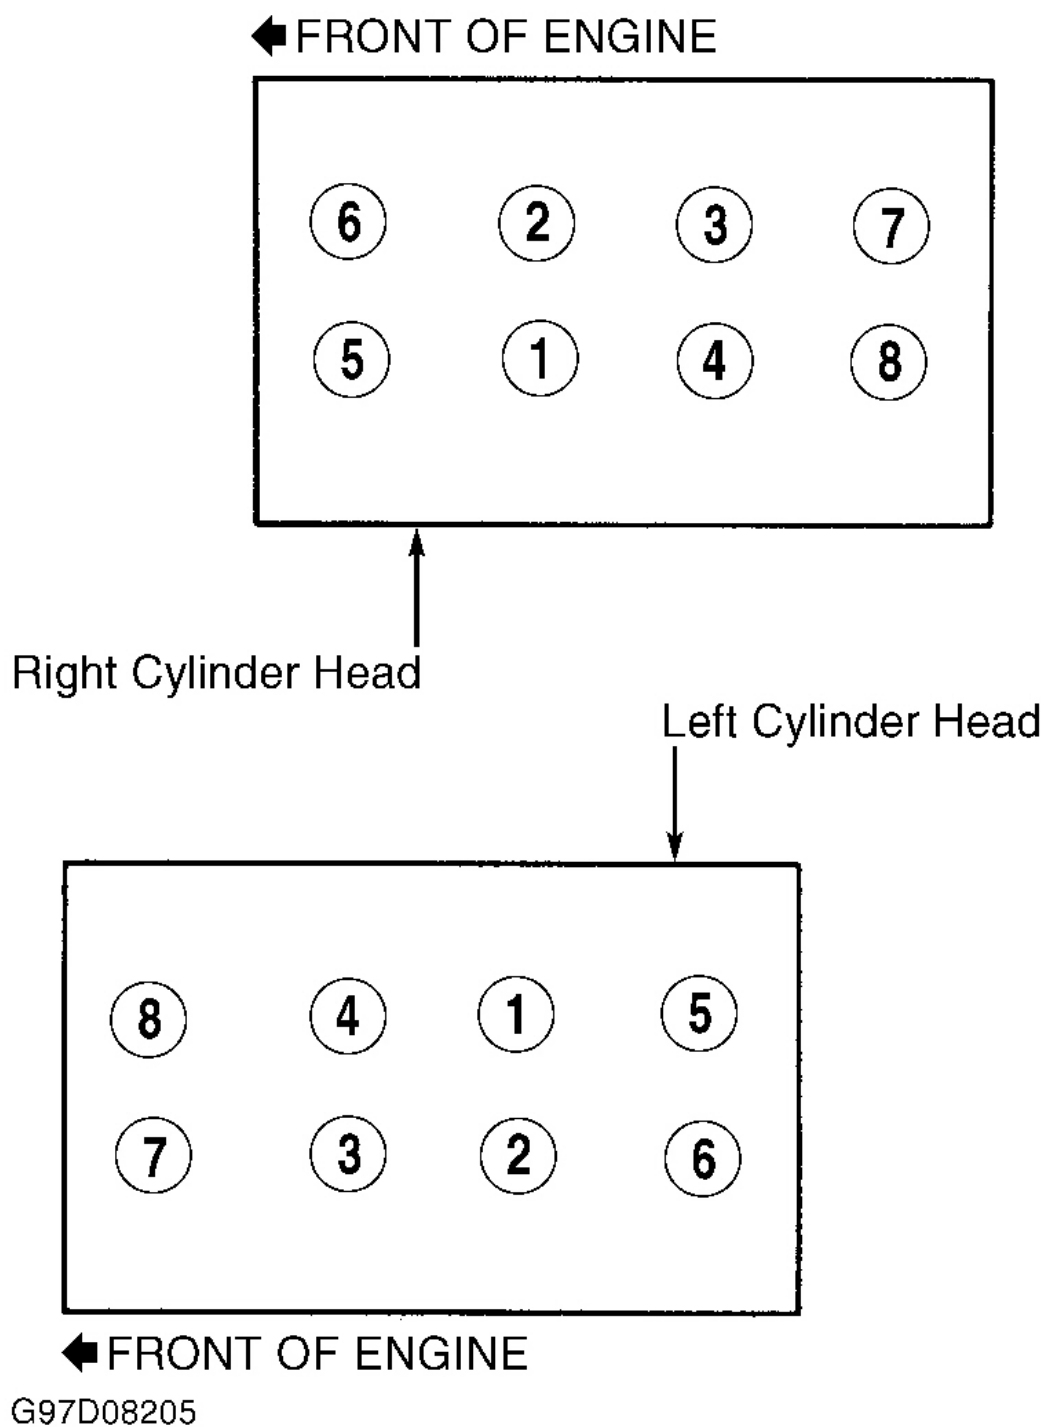 FRONT OF ENGINE
6 2 3 7
5 1 4 8
Right Cylinder Head
Left Cylinder Head
8 4 1 5
7 3 2 6
FRONT OF ENGINE
G97D08205